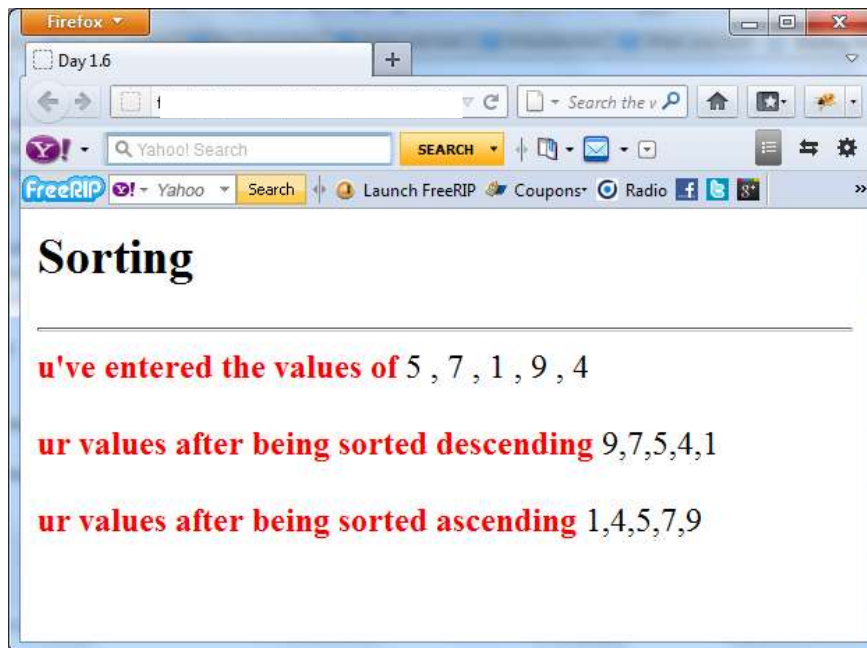 Firefox
Day 1.6
Search the v
Y! Yahoo! Search SEARCH
FreeRIP Y! Yahoo Search Launch FreeRIP Coupons Radio f g+ »
Sorting
u've entered the values of 5 , 7 , 1 , 9 , 4
ur values after being sorted descending 9,7,5,4,1
ur values after being sorted ascending 1,4,5,7,9